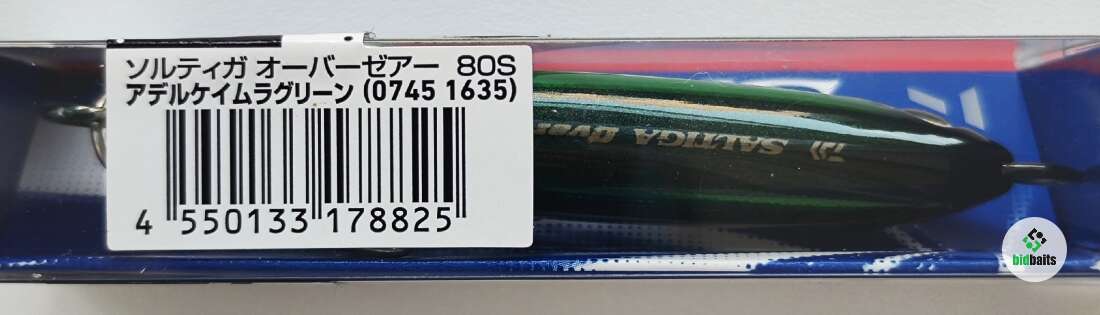 ソルティガ オーバーゼアー 80S
アデルケイムラグリーン (0745 1635)
4 550133 178825
SALTIGA Over
bidbaits